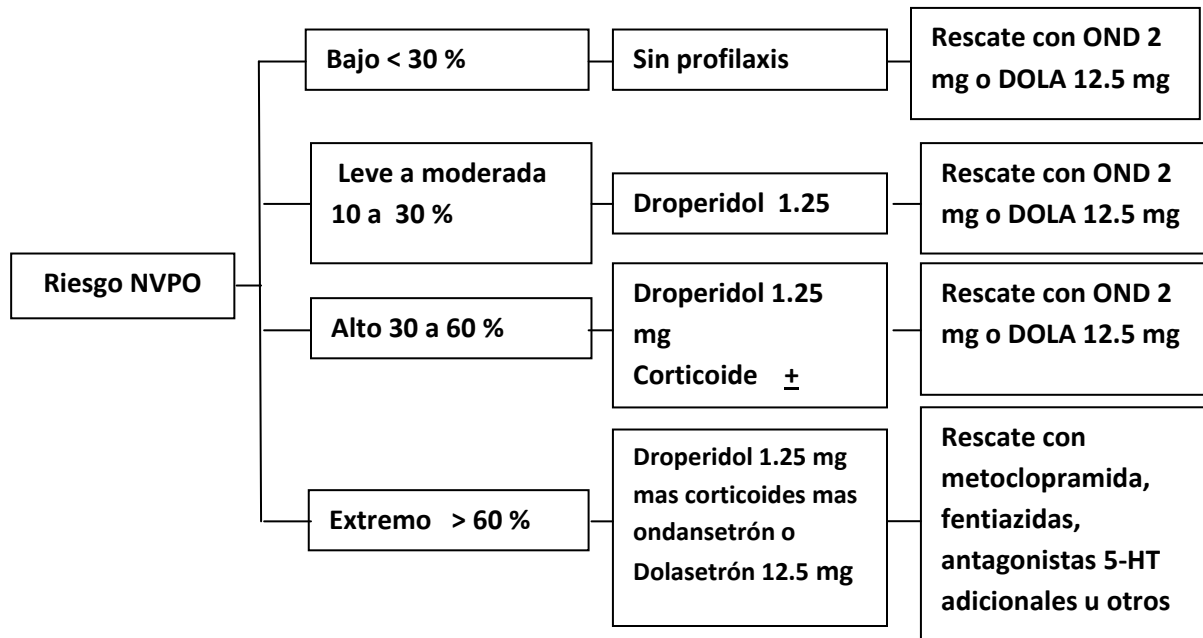 Riesgo NVPO
Bajo < 30 %
Sin profilaxis
Rescate con OND 2
mg o DOLA 12.5 mg
Leve a moderada
10 a 30 %
Droperidol 1.25
Rescate con OND 2
mg o DOLA 12.5 mg
Alto 30 a 60 %
Droperidol 1.25
mg
Corticoide ±
Rescate con OND 2
mg o DOLA 12.5 mg
Extremo > 60 %
Droperidol 1.25 mg
mas corticoides mas
ondansetrón o
Dolasetrón 12.5 mg
Rescate con
metoclopramida,
fentiazidas,
antagonistas 5-HT
adicionales u otros